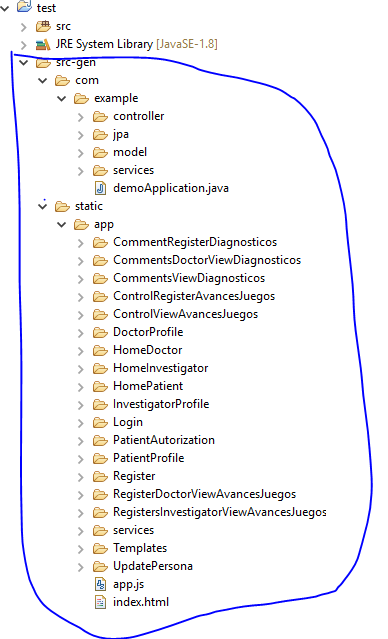 test
src
JRE System Library [JavaSE-1.8]
src-gen
com
example
controller
jpa
model
services
demoApplication.java
static
app
CommentRegisterDiagnosticos
CommentsDoctorViewDiagnosticos
CommentsViewDiagnosticos
ControlRegisterAvancesJuegos
ControlViewAvancesJuegos
DoctorProfile
HomeDoctor
HomeInvestigator
HomePatient
InvestigatorProfile
Login
PatientAutorization
PatientProfile
Register
RegisterDoctorViewAvancesJuegos
RegistersInvestigatorViewAvancesJuegos
services
Templates
UpdatePersona
app.js
index.html